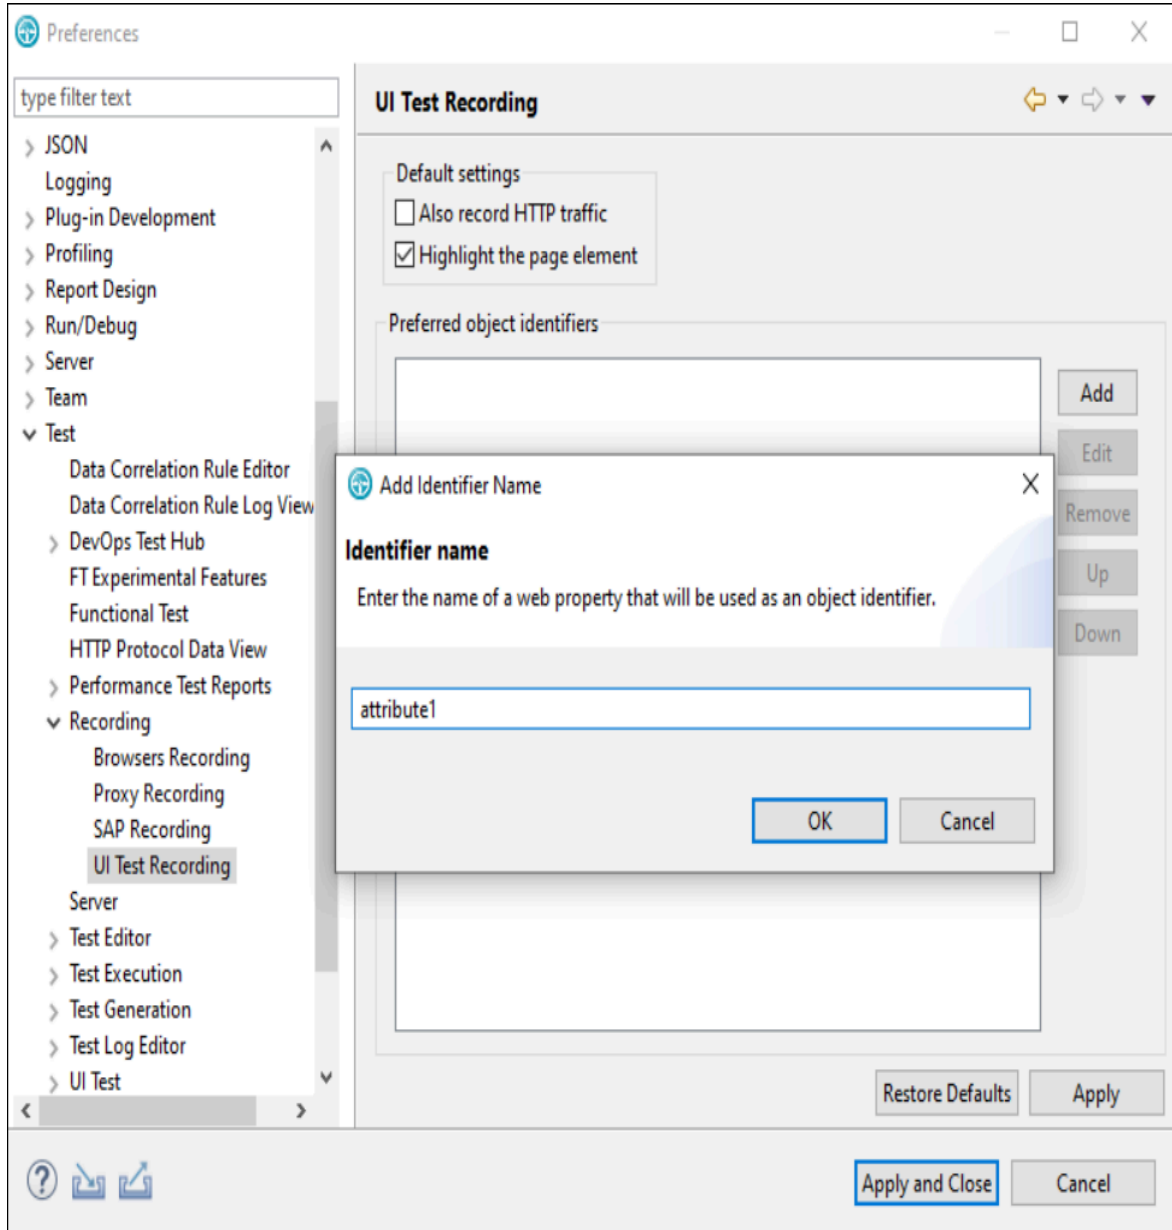 Preferences
type filter text
JSON
Logging
Plug-in Development
Profiling
Report Design
Run/Debug
Server
Team
Test
Data Correlation Rule Editor
Data Correlation Rule Log View
DevOps Test Hub
FT Experimental Features
Functional Test
HTTP Protocol Data View
Performance Test Reports
Recording
Browsers Recording
Proxy Recording
SAP Recording
UI Test Recording
Server
Test Editor
Test Execution
Test Generation
Test Log Editor
UI Test
UI Test Recording
Default settings
Also record HTTP traffic
Highlight the page element
Preferred object identifiers
Add
Edit
Remove
Up
Down
Add Identifier Name
Identifier name
Enter the name of a web property that will be used as an object identifier.
attribute1
OK Cancel
Restore Defaults Apply
Apply and Close Cancel